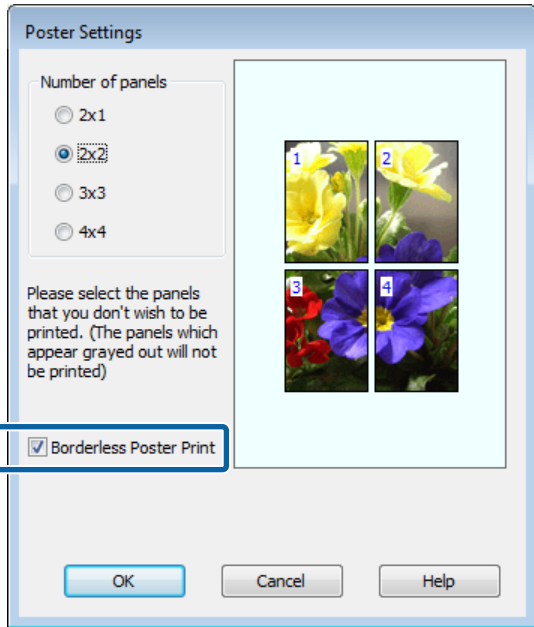 Poster Settings
Number of panels
2x1
2x2
3x3
4x4
1
2
3
4
Please select the panels
that you don't wish to be
printed. (The panels which
appear grayed out will not
be printed)
Borderless Poster Print
OK
Cancel
Help